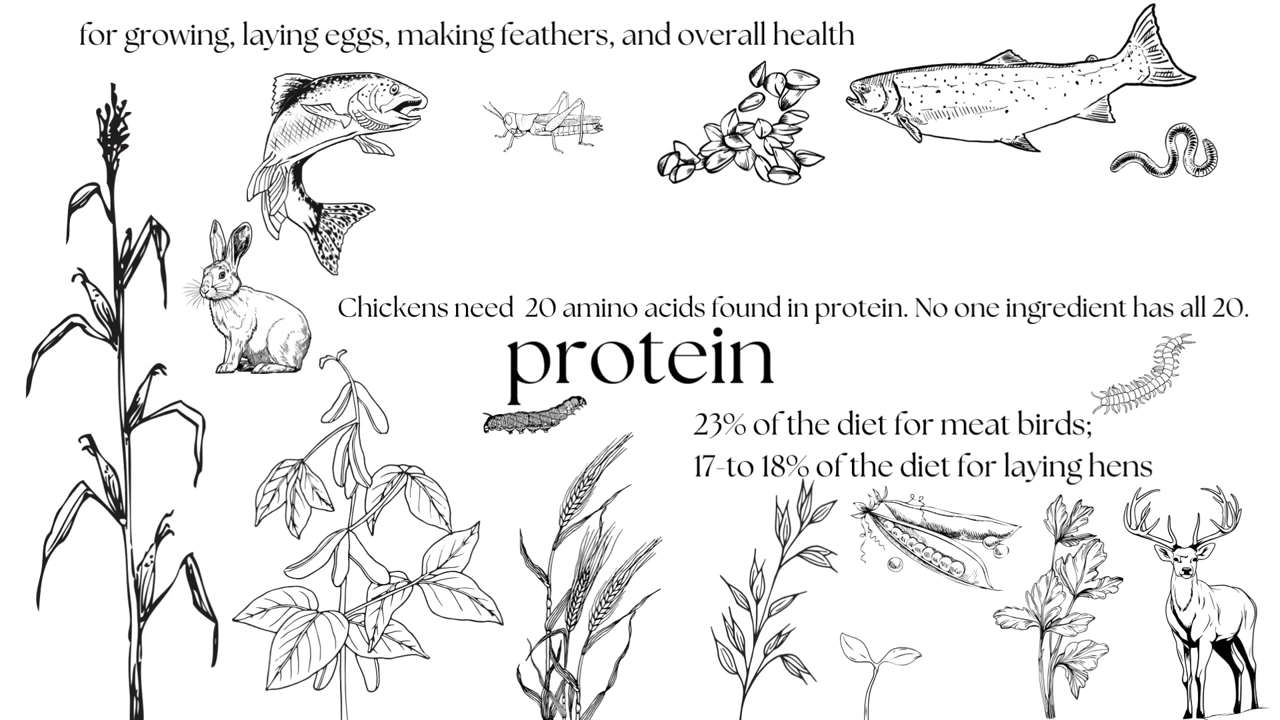 for growing, laying eggs, making feathers, and overall health
Chickens need 20 amino acids found in protein. No one ingredient has all 20.
protein
23% of the diet for meat birds;
17-to 18% of the diet for laying hens